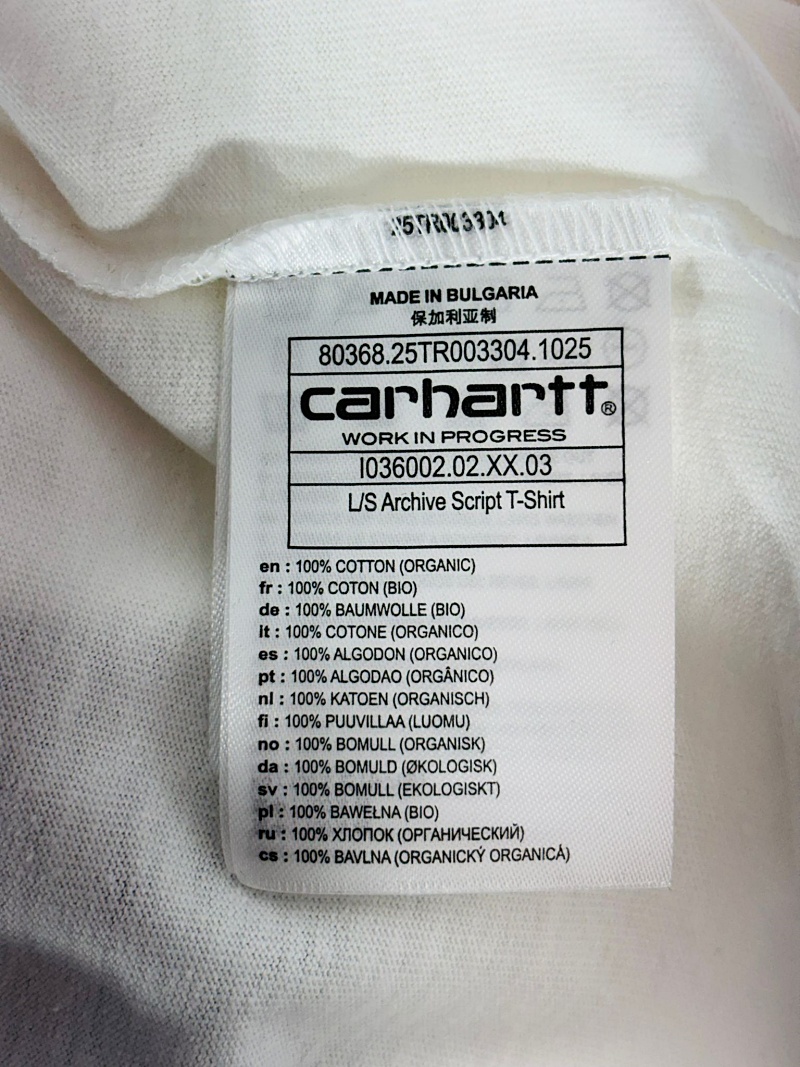 25TR003304
MADE IN BULGARIA
保加利亚制
80368.25TR003304.1025
carhartt®
WORK IN PROGRESS
I036002.02.XX.03
L/S Archive Script T-Shirt
en : 100% COTTON (ORGANIC)
fr : 100% COTON (BIO)
de : 100% BAUMWOLLE (BIO)
it : 100% COTONE (ORGANICO)
es : 100% ALGODON (ORGANICO)
pt : 100% ALGODAO (ORGÂNICO)
nl : 100% KATOEN (ORGANISCH)
fi : 100% PUUVILLAA (LUOMU)
no : 100% BOMULL (ORGANISK)
da : 100% BOMULD (ØKOLOGISK)
sv : 100% BOMULL (EKOLOGISKT)
pl : 100% BAWEŁNA (BIO)
ru : 100% ХЛОПОК (ОРГАНИЧЕСКИЙ)
cs : 100% BAVLNA (ORGANICKÝ ORGANICÁ)